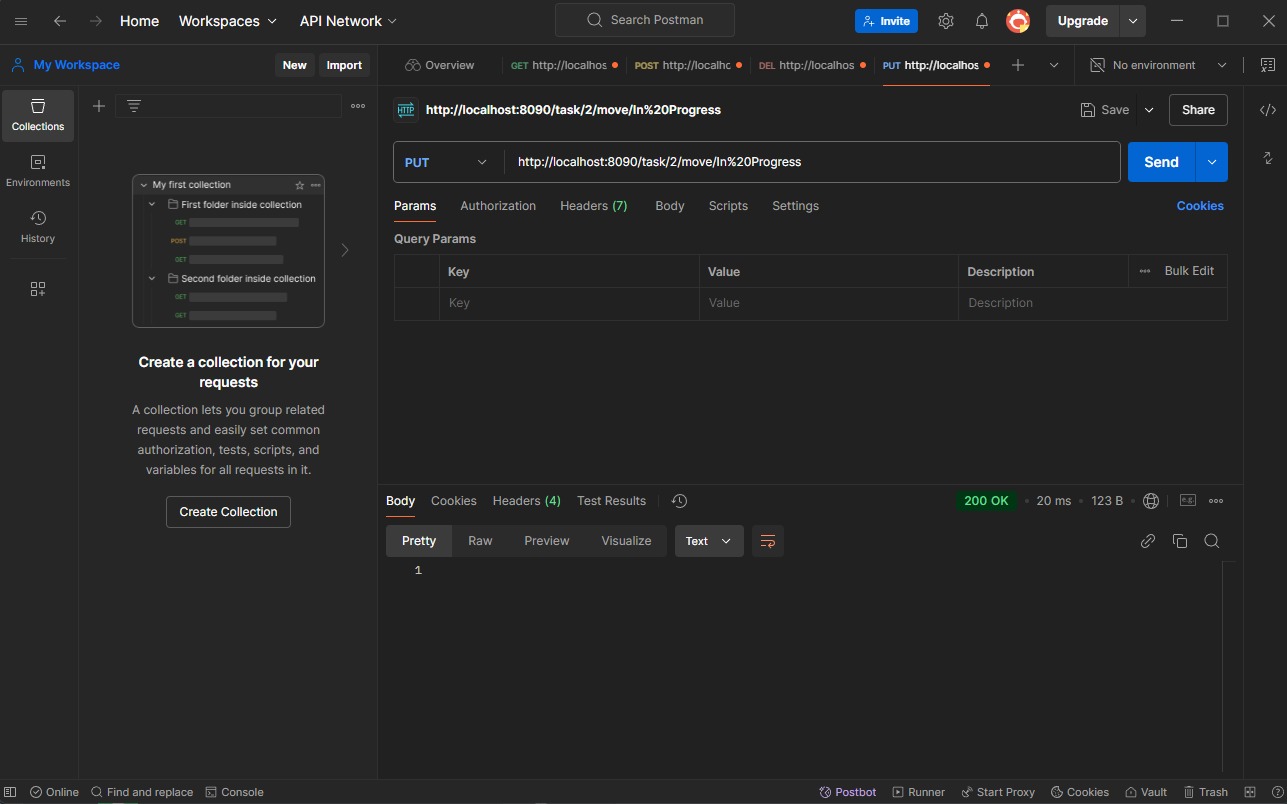 Home Workspaces API Network Search Postman Invite Upgrade
My Workspace New Import Overview GET http://localhos POST http://localhc DEL http://localhos PUT http://localhos No environment
Collections
Environments
History
My first collection
First folder inside collection
GET
POST
GET
Second folder inside collection
GET
GET
Create a collection for your
requests
A collection lets you group related
requests and easily set common
authorization, tests, scripts, and
variables for all requests in it.
Create Collection
HTTP http://localhost:8090/task/2/move/In%20Progress Save Share
PUT http://localhost:8090/task/2/move/In%20Progress Send
Params Authorization Headers (7) Body Scripts Settings Cookies
Query Params
Key Value Description Bulk Edit
Key Value Description
Body Cookies Headers (4) Test Results 200 OK 20 ms 123 B e.g.
Pretty Raw Preview Visualize Text
1
Online Find and replace Console Postbot Runner Start Proxy Cookies Vault Trash